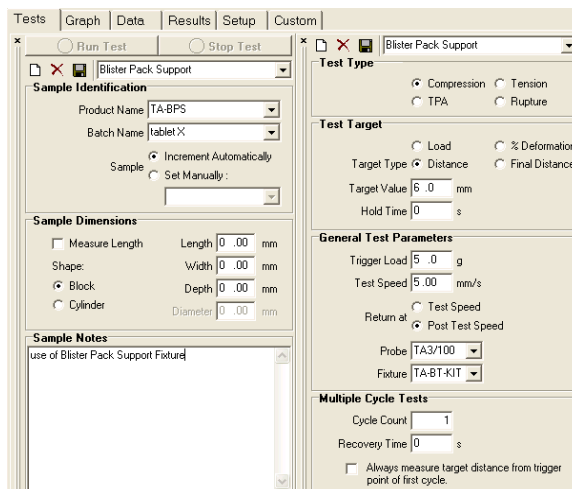 Tests Graph Data Results Setup Custom
Run Test Stop Test
Blister Pack Support
Sample Identification
Product Name TA-BPS
Batch Name tablet X
Sample Increment Automatically
Set Manually :
Sample Dimensions
Measure Length Length 0 .00 mm
Shape: Width 0 .00 mm
Block Depth 0 .00 mm
Cylinder Diameter 0 .00 mm
Sample Notes
use of Blister Pack Support Fixture
Blister Pack Support
Test Type
Compression Tension
TPA Rupture
Test Target
Load % Deformation
Target Type Distance Final Distance
Target Value 6 .0 mm
Hold Time 0 s
General Test Parameters
Trigger Load 5 .0 g
Test Speed 5 .00 mm/s
Test Speed
Return at Post Test Speed
Probe TA3/100
Fixture TA-BT-KIT
Multiple Cycle Tests
Cycle Count 1
Recovery Time 0 s
Always measure target distance from trigger
point of first cycle.